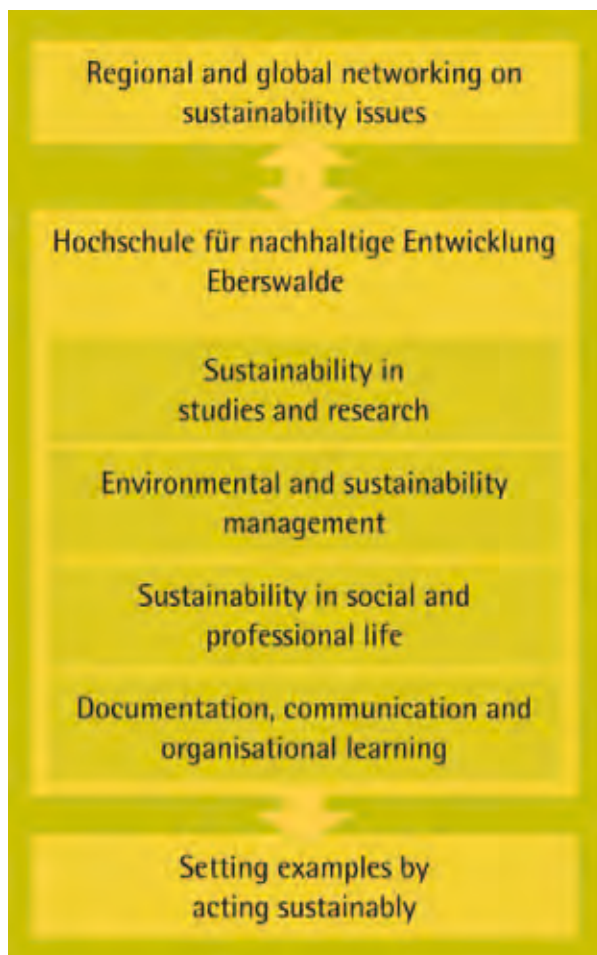 Regional and global networking on
sustainability issues
Hochschule für nachhaltige Entwicklung
Eberswalde
Sustainability in
studies and research
Environmental and sustainability
management
Sustainability in social and
professional life
Documentation, communication and
organisational learning
Setting examples by
acting sustainably